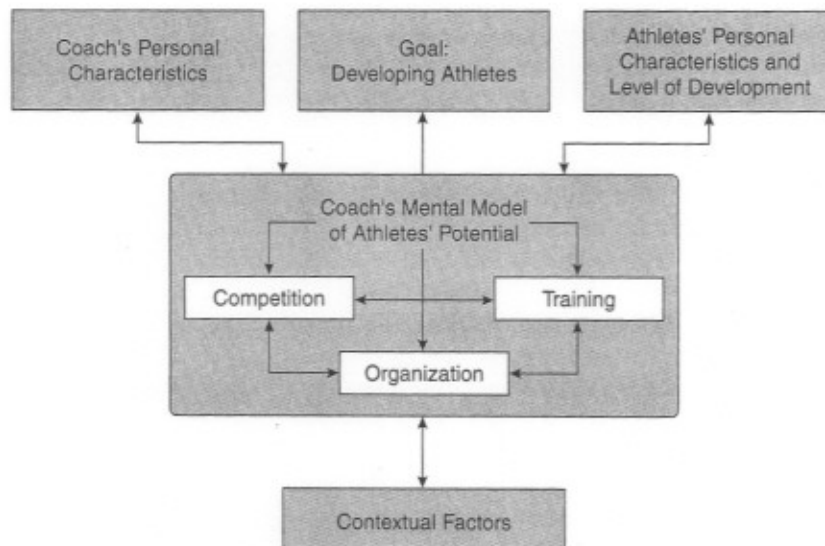 Coach's Personal
Characteristics
Goal:
Developing Athletes
Athletes' Personal
Characteristics and
Level of Development
Coach's Mental Model
of Athletes' Potential
Competition
Training
Organization
Contextual Factors